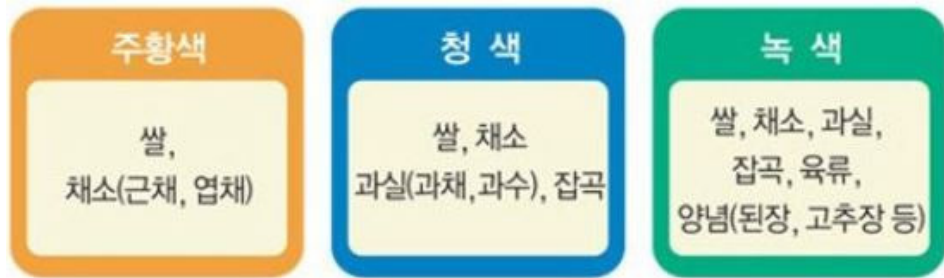 주황색
쌀,
채소(근채, 엽채)
청 색
쌀, 채소
과실(과채,과수), 잡곡
녹 색
쌀, 채소, 과실,
잡곡, 육류,
양념(된장, 고추장 등)